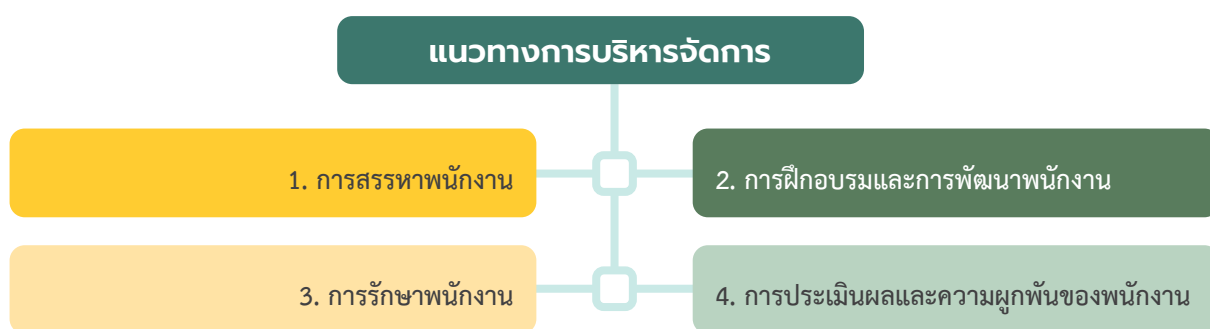 แนวทางการบริหารจัดการ
1. การสรรหาพนักงาน
2. การฝึกอบรมและการพัฒนาพนักงาน
3. การรักษาพนักงาน
4. การประเมินผลและความผูกพันของพนักงาน